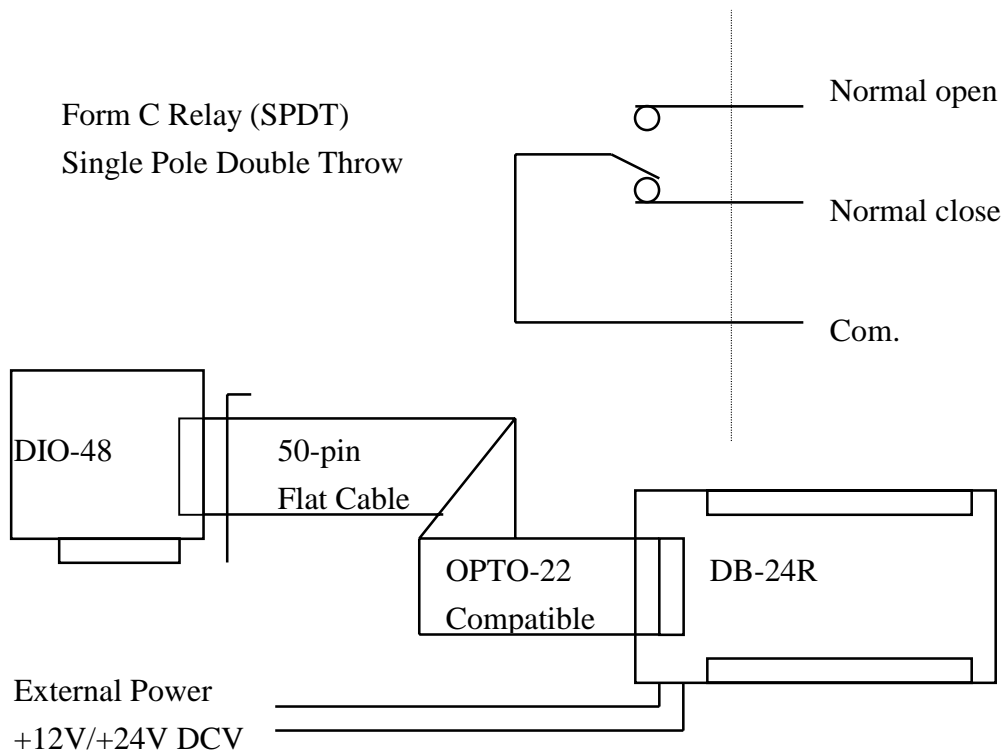 Form C Relay (SPDT)
Single Pole Double Throw
Normal open
Normal close
Com.
DIO-48
50-pin
Flat Cable
OPTO-22
Compatible
DB-24R
External Power
+12V/+24V DCV